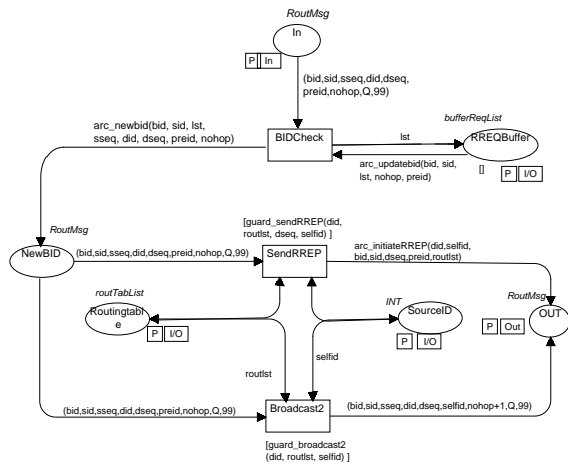 RoutMsg
In
P In
(bid,sid,sseq,did,dseq,
preid,nohop,Q,99)
arc_newbid(bid, sid, lst,
sseq, did, dseq, preid, nohop)
BIDCheck
lst
bufferReqList
RREQBuffer
arc_updatebid(bid, sid,
lst, nohop, preid)
[]
P I/O
RoutMsg
NewBID
(bid,sid,sseq,did,dseq,preid,nohop,Q,99)
[guard_sendRREP(did,
routlst, dseq, selfid) ]
SendRREP
arc_initiateRREP(did,selfid,
bid,sid,dseq,preid,routlst)
routTabList
Routingtabl
e
P I/O
INT
SourceID
P I/O
RoutMsg
OUT
P Out
routlst
selfid
(bid,sid,sseq,did,dseq,preid,nohop,Q,99)
Broadcast2
(bid,sid,sseq,did,dseq,selfid,nohop+1,Q,99)
[guard_broadcast2
(did, routlst, selfid) ]